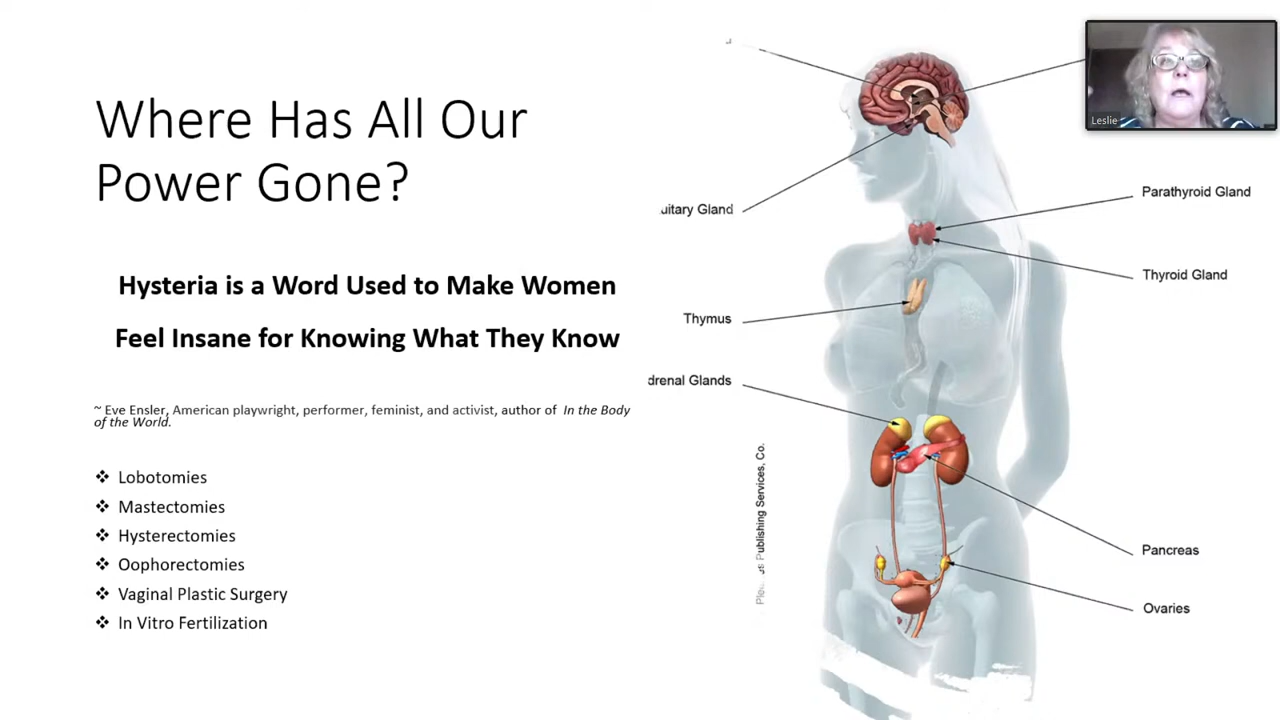 Where Has All Our
Power Gone?
Hysteria is a Word Used to Make Women
Feel Insane for Knowing What They Know
~ Eve Ensler, American playwright, performer, feminist, and activist, author of In the Body
of the World.
❖ Lobotomies
❖ Mastectomies
❖ Hysterectomies
❖ Oophorectomies
❖ Vaginal Plastic Surgery
❖ In Vitro Fertilization
uitary Gland
Thymus
drenal Glands
Publishing Services, Co.
Leslie
Parathyroid Gland
Thyroid Gland
Pancreas
Ovaries